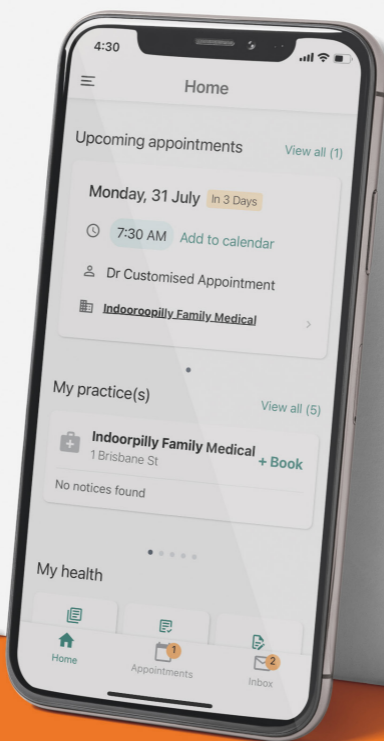 4:30
Home
Upcoming appointments View all (1)
Monday, 31 July In 3 Days
7:30 AM Add to calendar
Dr Customised Appointment
Indooroopilly Family Medical
My practice(s) View all (5)
Indoorpilly Family Medical
1 Brisbane St + Book
No notices found
My health
1 2
Home Appointments Inbox